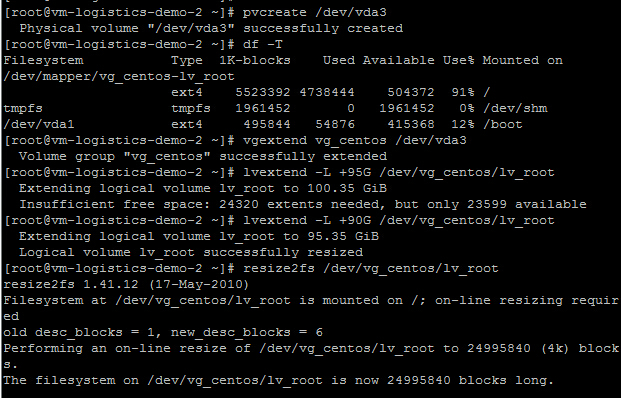 [root@vm-logistics-demo-2 ~]# pvcreate /dev/vda3
  Physical volume "/dev/vda3" successfully created
[root@vm-logistics-demo-2 ~]# df -T
Filesystem           Type  1K-blocks      Used Available Use% Mounted on
/dev/mapper/vg_centos-lv_root
                     ext4    5523392   4738444    504372  91% /
tmpfs                tmpfs   1961452         0   1961452   0% /dev/shm
/dev/vda1            ext4     495844     54876    415368  12% /boot
[root@vm-logistics-demo-2 ~]# vgextend vg_centos /dev/vda3
  Volume group "vg_centos" successfully extended
[root@vm-logistics-demo-2 ~]# lvextend -L +95G /dev/vg_centos/lv_root
  Extending logical volume lv_root to 100.35 GiB
  Insufficient free space: 24320 extents needed, but only 23599 available
[root@vm-logistics-demo-2 ~]# lvextend -L +90G /dev/vg_centos/lv_root
  Extending logical volume lv_root to 95.35 GiB
  Logical volume lv_root successfully resized
[root@vm-logistics-demo-2 ~]# resize2fs /dev/vg_centos/lv_root
resize2fs 1.41.12 (17-May-2010)
Filesystem at /dev/vg_centos/lv_root is mounted on /; on-line resizing requir
ed
old desc_blocks = 1, new_desc_blocks = 6
Performing an on-line resize of /dev/vg_centos/lv_root to 24995840 (4k) block
s.
The filesystem on /dev/vg_centos/lv_root is now 24995840 blocks long.